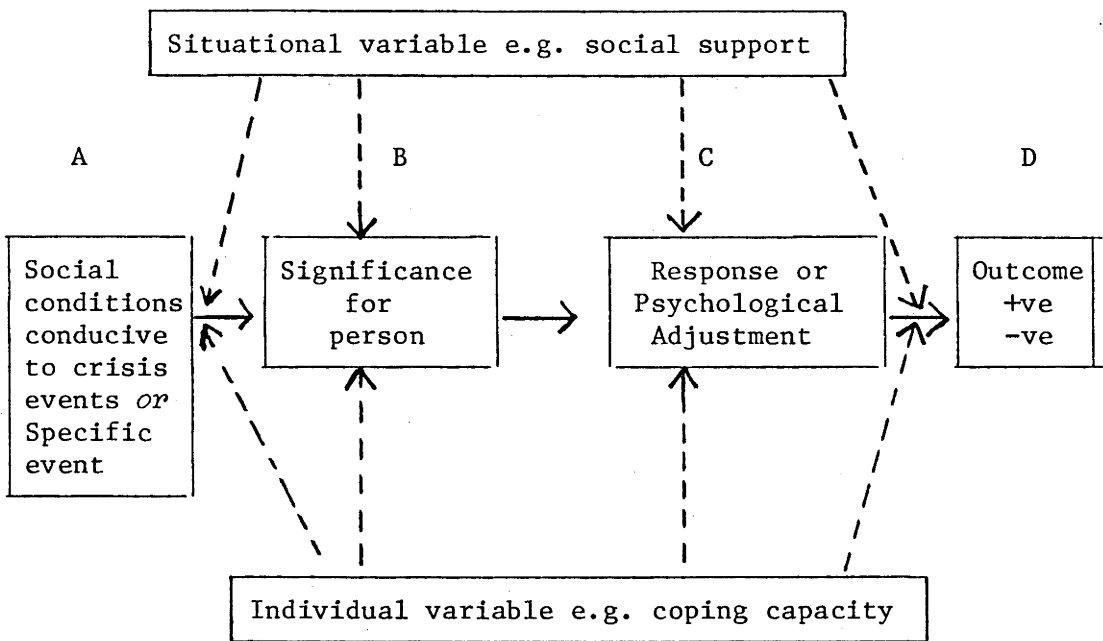 Situational variable e.g. social support
A
B
C
D
Social
conditions
conducive
to crisis
events or
Specific
event
Significance
for
person
Response or
Psychological
Adjustment
Outcome
+ve
-ve
Individual variable e.g. coping capacity